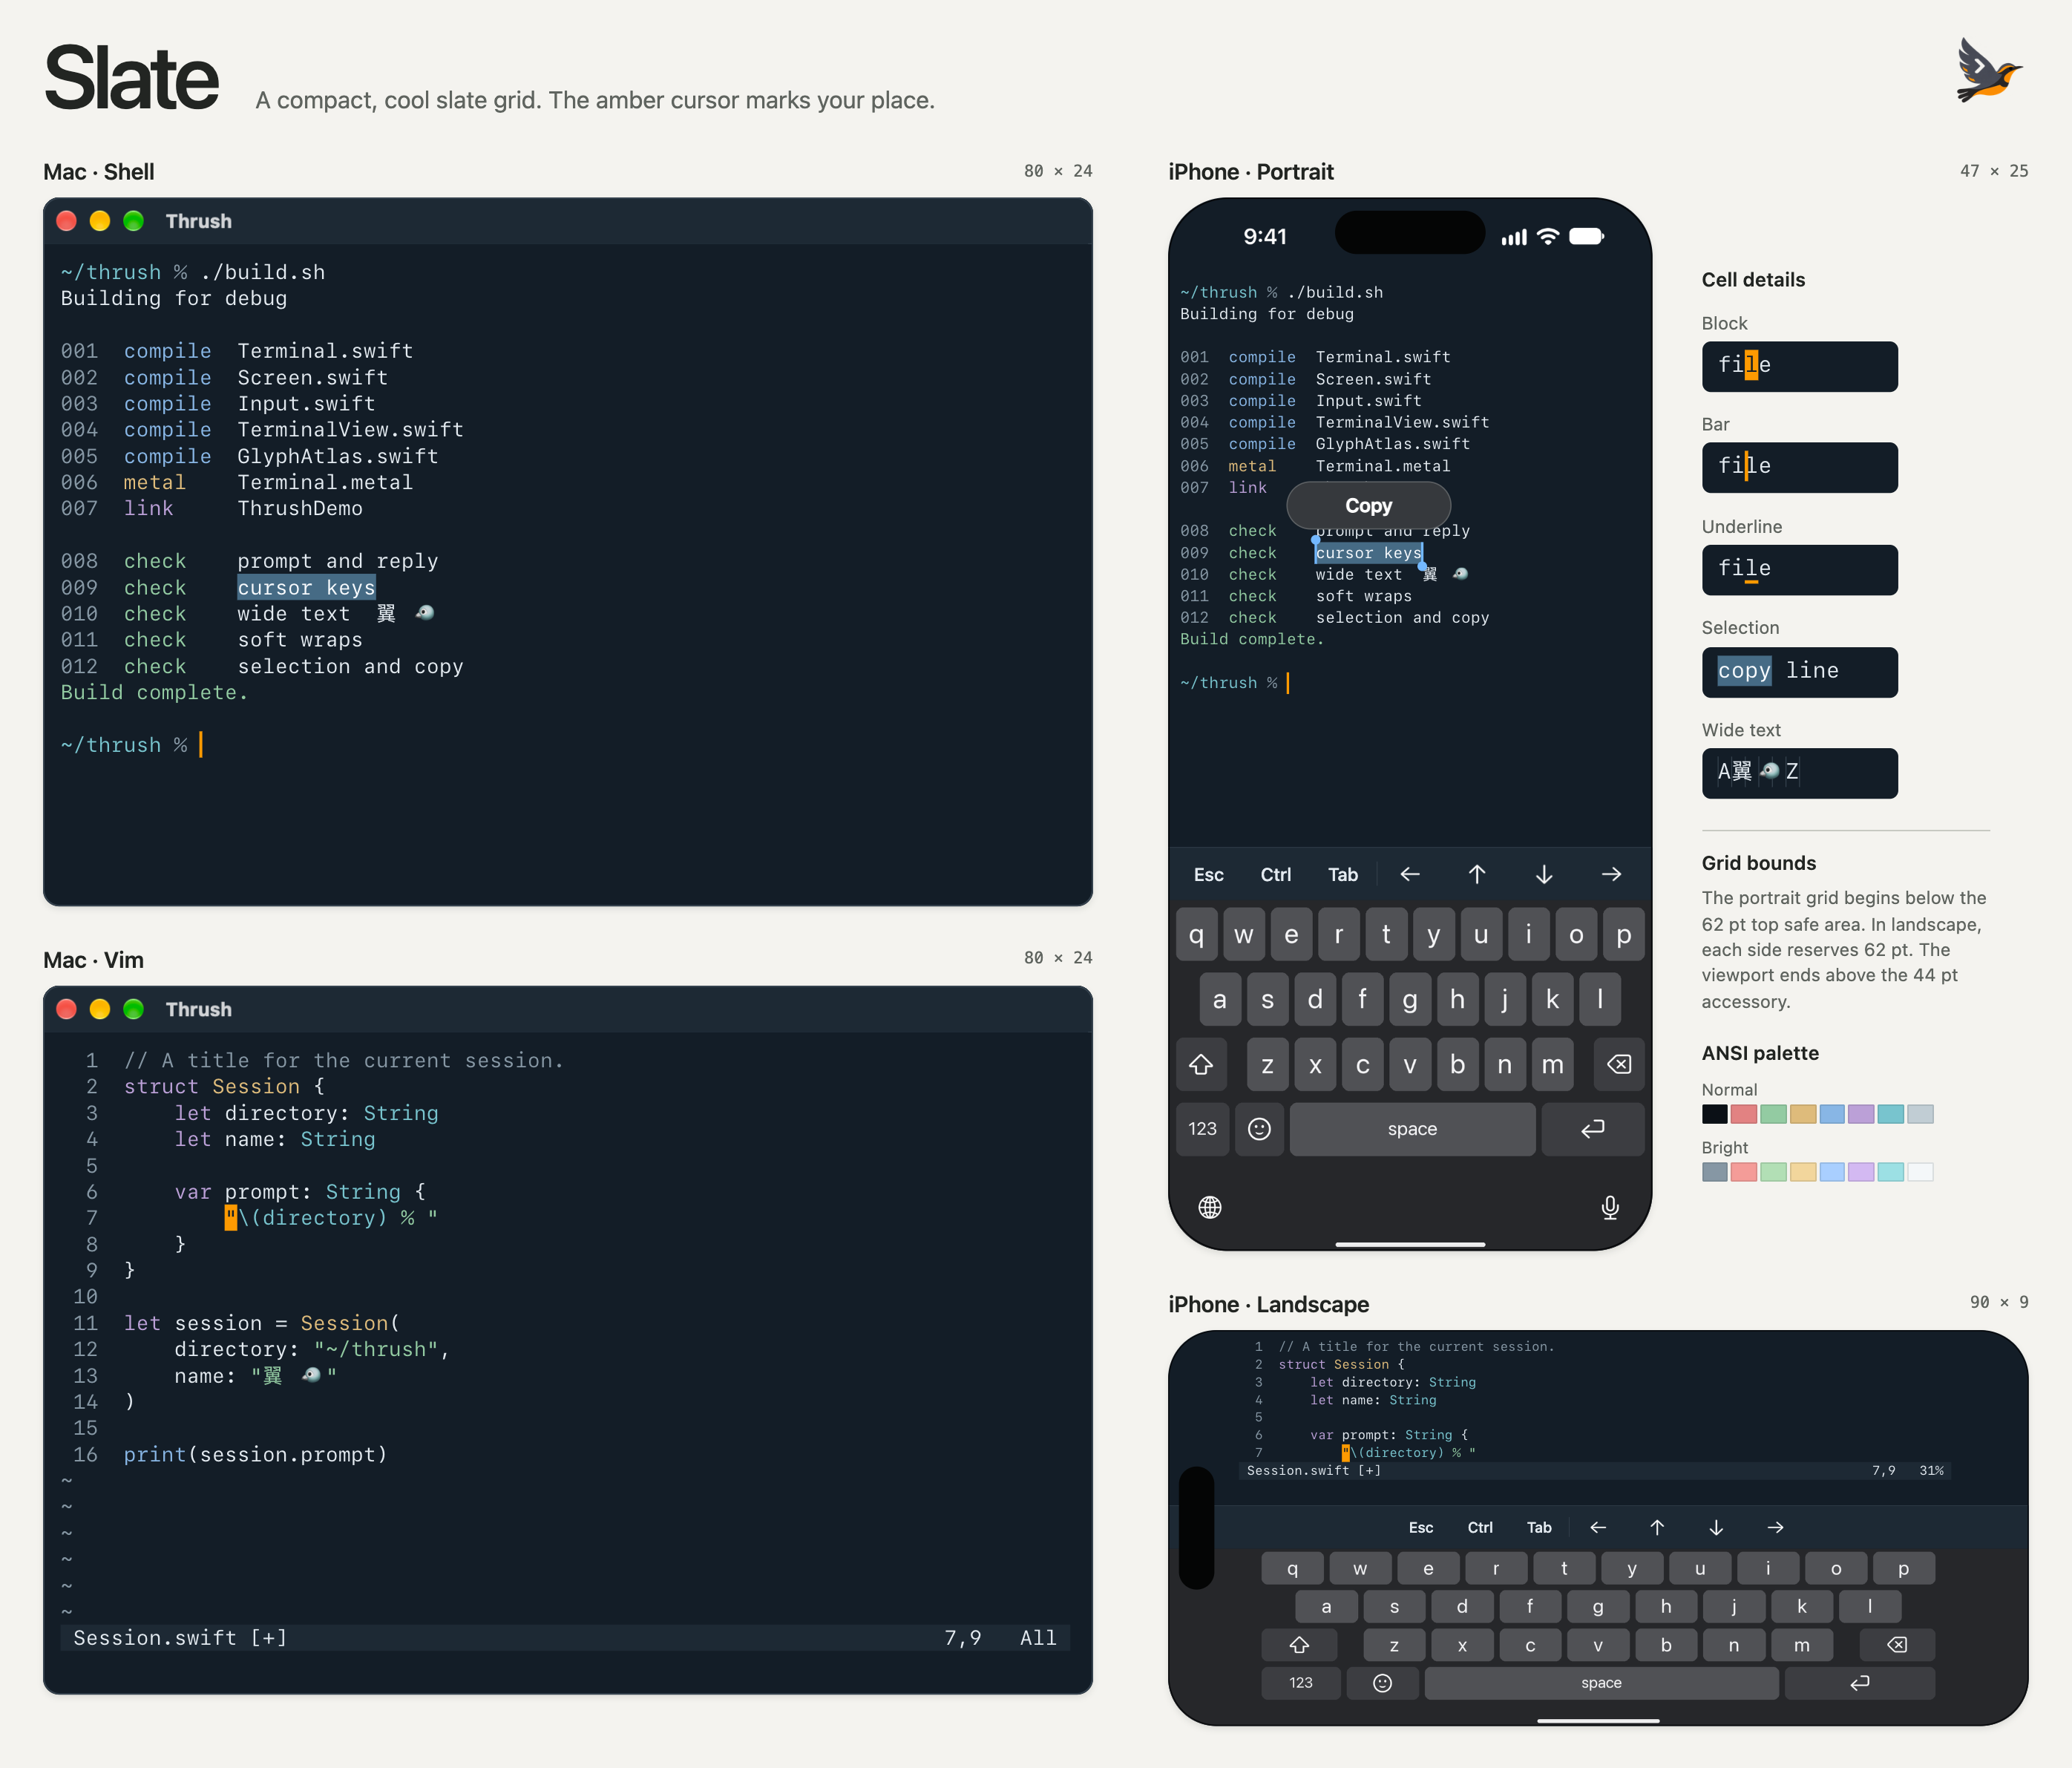 Slate
A compact, cool slate grid. The amber cursor marks your place.
Mac · Shell
80 × 24
Thrush
~/thrush % ./build.sh
Building for debug
001 compile Terminal.swift
002 compile Screen.swift
003 compile Input.swift
004 compile TerminalView.swift
005 compile GlyphAtlas.swift
006 metal Terminal.metal
007 link ThrushDemo
008 check prompt and reply
009 check cursor keys
010 check wide text 翼 🐦
011 check soft wraps
012 check selection and copy
Build complete.
~/thrush %
Mac · Vim
80 × 24
Thrush
1 // A title for the current session.
2 struct Session {
3 let directory: String
4 let name: String
5
6 var prompt: String {
7 "\(directory) % "
8 }
9 }
10
11 let session = Session(
12 directory: "~/thrush",
13 name: "翼 🐦"
14 )
15
16 print(session.prompt)
~
~
~
~
~
~
Session.swift [+] 7,9 All
iPhone · Portrait
47 × 25
9:41
~/thrush % ./build.sh
Building for debug
001 compile Terminal.swift
002 compile Screen.swift
003 compile Input.swift
004 compile TerminalView.swift
005 compile GlyphAtlas.swift
006 metal Terminal.metal
007 link
Copy
008 check prompt and reply
009 check cursor keys
010 check wide text 翼 🐦
011 check soft wraps
012 check selection and copy
Build complete.
~/thrush %
Esc Ctrl Tab ← ↑ ↓ →
q w e r t y u i o p
a s d f g h j k l
z x c v b n m
123 space
Cell details
Block
file
Bar
file
Underline
file
Selection
copy line
Wide text
A翼🐦Z
Grid bounds
The portrait grid begins below the
62 pt top safe area. In landscape,
each side reserves 62 pt. The
viewport ends above the 44 pt
accessory.
ANSI palette
Normal
Bright
iPhone · Landscape
90 × 9
1 // A title for the current session.
2 struct Session {
3 let directory: String
4 let name: String
5
6 var prompt: String {
7 "\(directory) % "
Session.swift [+] 7,9 31%
Esc Ctrl Tab ← ↑ ↓ →
q w e r t y u i o p
a s d f g h j k l
z x c v b n m
123 space